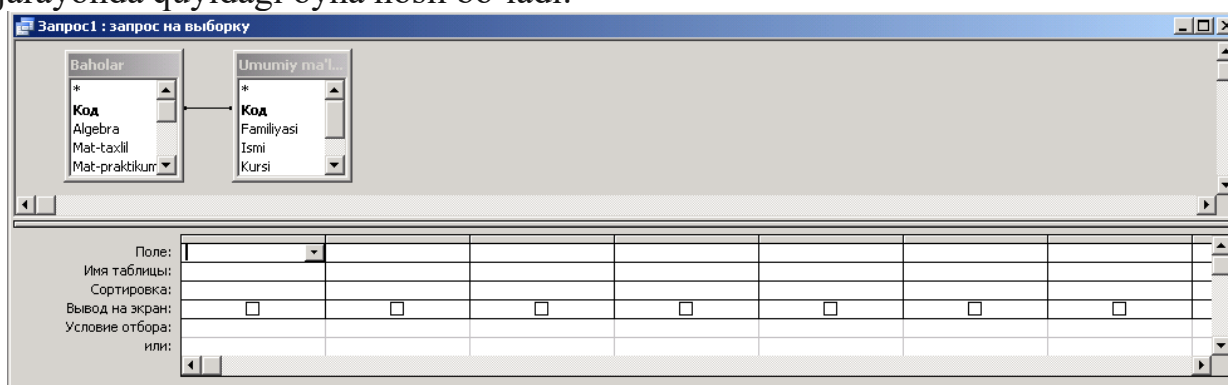 jarayonda quyidagi oyna hosil bo'ladi.
Запрос1 : запрос на выборку
Baholar
*
Код
Algebra
Mat-taxlil
Mat-praktikum
Umumiy ma'l...
*
Код
Familiyasi
Ismi
Kursi
Поле:
Имя таблицы:
Сортировка:
Вывод на экран:
Условие отбора:
или: